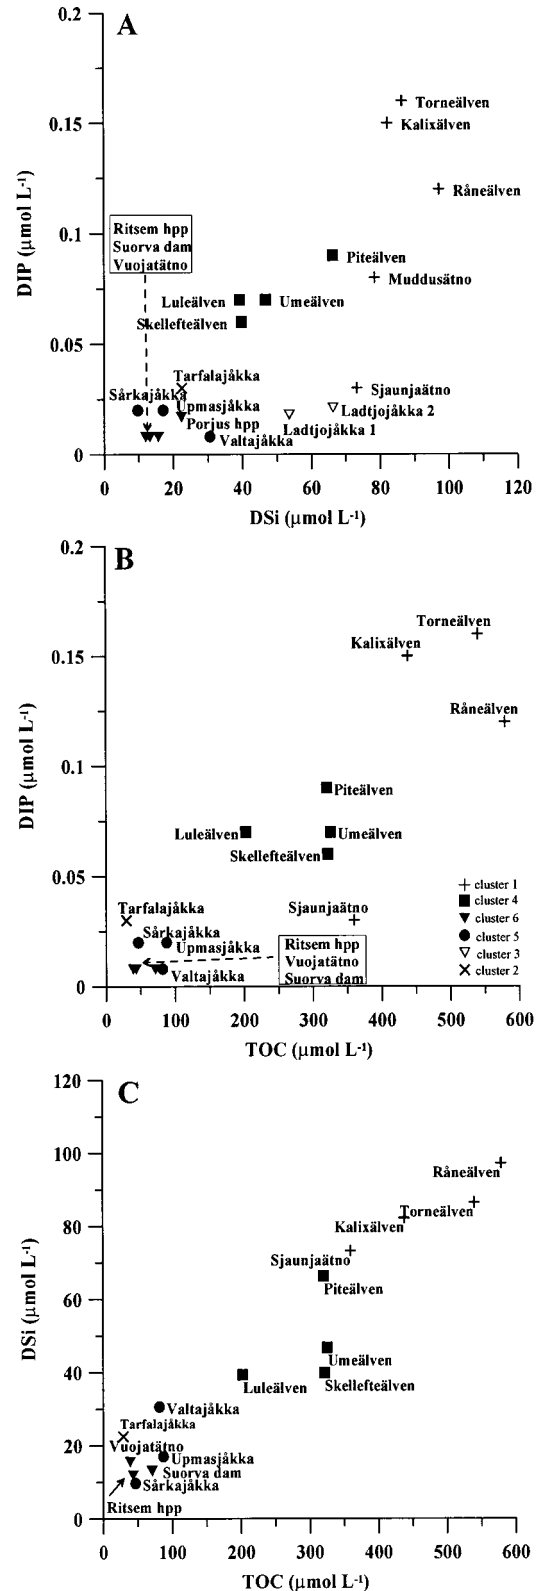 A
0.2
0.15
0.1
0.05
0
DIP (µmol L-1)
Torneälven
Kalixälven
Råneälven
Ritsem hpp
Suorva dam
Vuojatätno
Piteälven
Muddusätno
Luleälven
Umeälven
Skellefteälven
Tarfalajåkka
Sårkajåkka
Upmasjåkka
Porjus hpp
Valtajåkka
Sjaunjaätno
Ladtjojåkka 2
Ladtjojåkka 1
0 20 40 60 80 100 120
DSi (µmol L-1)
B
0.2
0.15
0.1
0.05
0
DIP (µmol L-1)
Torneälven
Kalixälven
Råneälven
Piteälven
Luleälven
Umeälven
Skellefteälven
Tarfalajåkka
Sårkajåkka
Upmasjåkka
Valtajåkka
Sjaunjaätno
Ritsem hpp
Vuojatätno
Suorva dam
cluster 1
cluster 4
cluster 6
cluster 5
cluster 3
cluster 2
0 100 200 300 400 500 600
TOC (µmol L-1)
C
120
100
80
60
40
20
0
DSi (µmol L-1)
Råneälven
Torneälven
Kalixälven
Sjaunjaätno
Piteälven
Umeälven
Skellefteälven
Luleälven
Valtajåkka
Tarfalajåkka
Vuojatätno
Upmasjåkka
Suorva dam
Sårkajåkka
Ritsem hpp
0 100 200 300 400 500 600
TOC (µmol L-1)